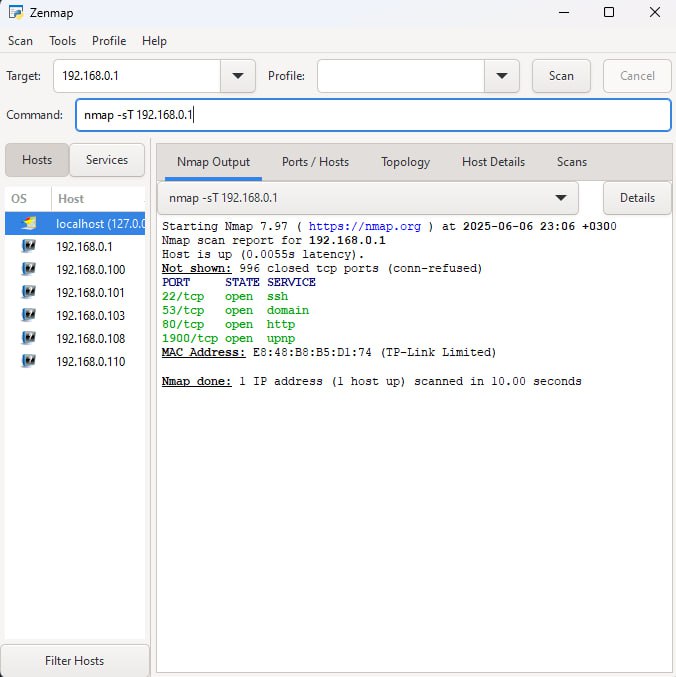 Zenmap
Scan Tools Profile Help
Target: 192.168.0.1 Profile: Scan Cancel
Command: nmap -sT 192.168.0.1
Hosts Services
OS Host
localhost (127.0.0
192.168.0.1
192.168.0.100
192.168.0.101
192.168.0.103
192.168.0.108
192.168.0.110
Filter Hosts
Nmap Output Ports / Hosts Topology Host Details Scans
nmap -sT 192.168.0.1 Details
Starting Nmap 7.97 ( https://nmap.org ) at 2025-06-06 23:06 +0300
Nmap scan report for 192.168.0.1
Host is up (0.0055s latency).
Not shown: 996 closed tcp ports (conn-refused)
PORT STATE SERVICE
22/tcp open ssh
53/tcp open domain
80/tcp open http
1900/tcp open upnp
MAC Address: E8:48:B8:B5:D1:74 (TP-Link Limited)
Nmap done: 1 IP address (1 host up) scanned in 10.00 seconds